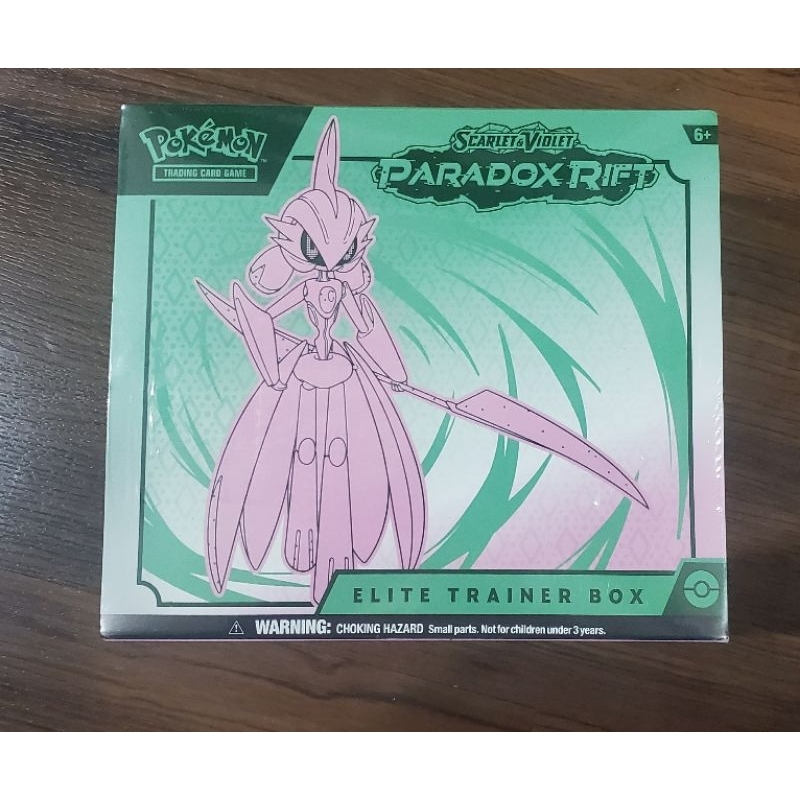 POKéMON™
TRADING CARD GAME
SCARLET & VIOLET
PARADOX RIFT
6+
ELITE TRAINER BOX
⚠ WARNING: CHOKING HAZARD Small parts. Not for children under 3 years.